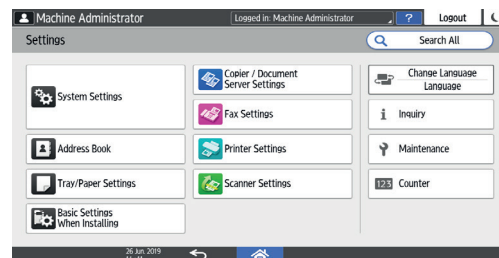 Machine Administrator
Logged in: Machine Administrator
?
Logout
Settings
Search All
System Settings
Copier / Document
Server Settings
Change Language
Language
Fax Settings
i Inquiry
Address Book
Printer Settings
Maintenance
Tray/Paper Settings
Scanner Settings
123 Counter
Basic Settings
When Installing
26 Jun. 2019